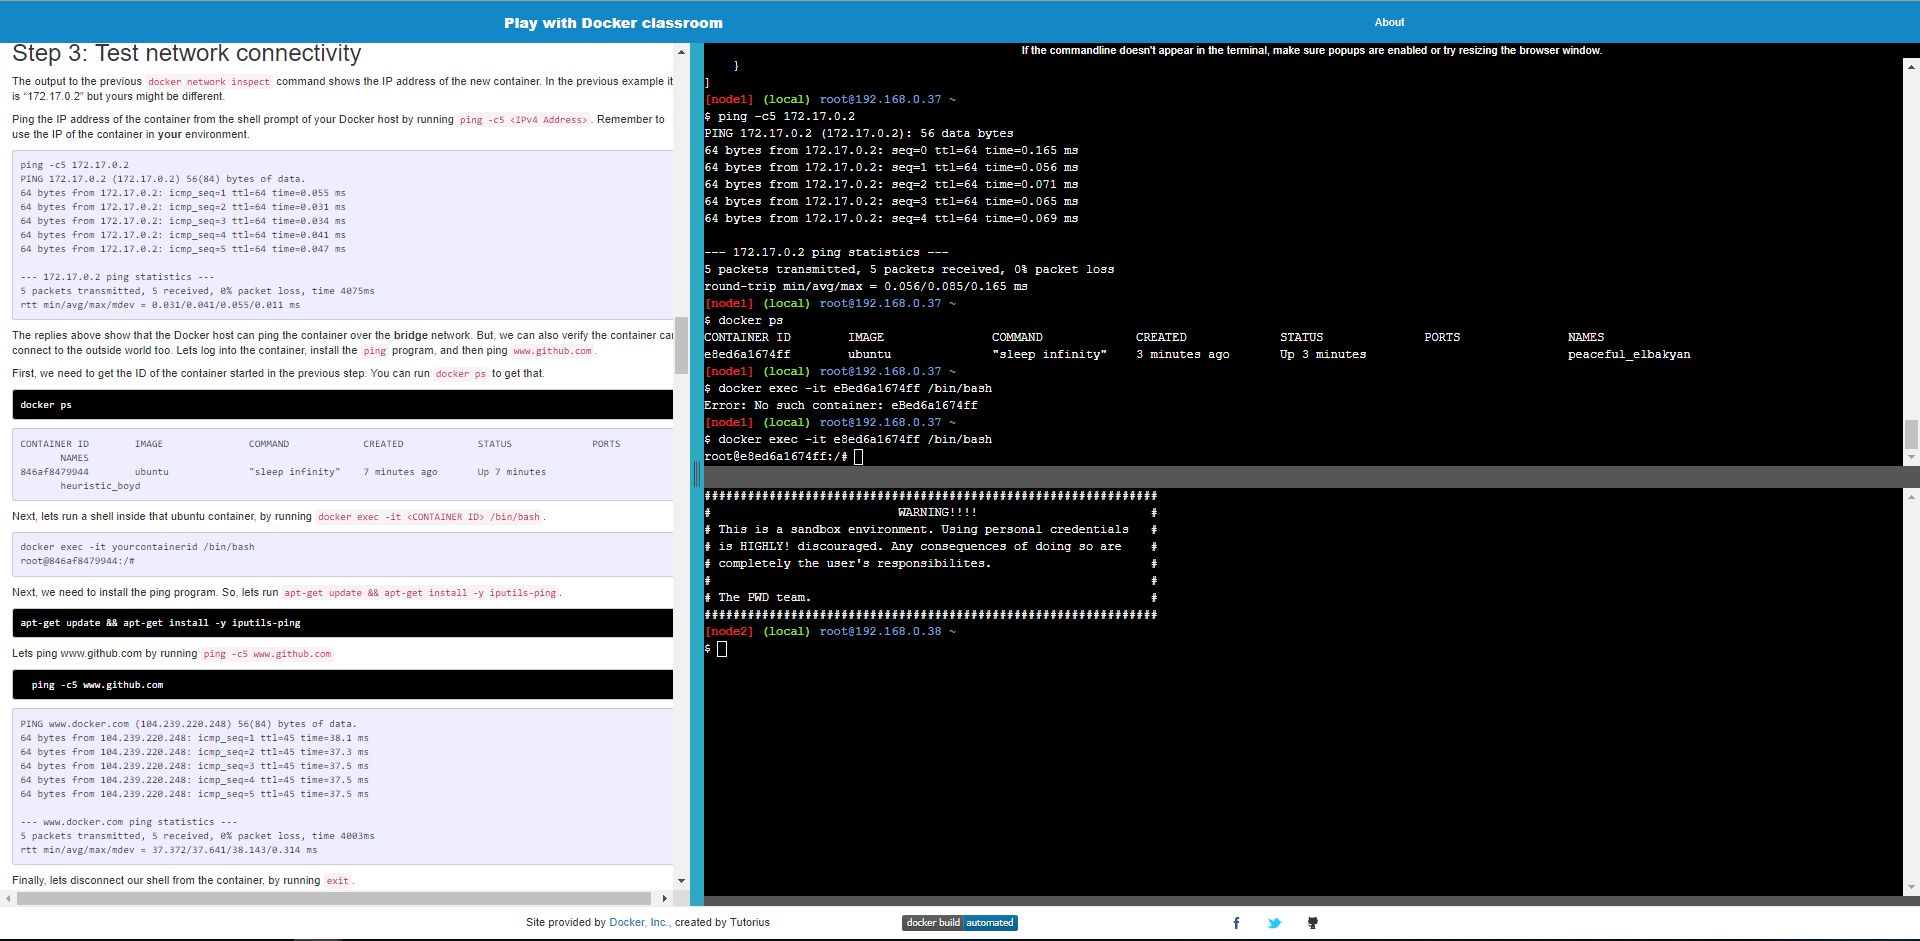 Play with Docker classroom
About
Step 3: Test network connectivity
The output to the previous docker network inspect command shows the IP address of the new container. In the previous example it
is “172.17.0.2” but yours might be different.
Ping the IP address of the container from the shell prompt of your Docker host by running ping -c5 <IPv4 Address>. Remember to
use the IP of the container in your environment.
ping -c5 172.17.0.2
PING 172.17.0.2 (172.17.0.2) 56(84) bytes of data.
64 bytes from 172.17.0.2: icmp_seq=1 ttl=64 time=0.055 ms
64 bytes from 172.17.0.2: icmp_seq=2 ttl=64 time=0.031 ms
64 bytes from 172.17.0.2: icmp_seq=3 ttl=64 time=0.034 ms
64 bytes from 172.17.0.2: icmp_seq=4 ttl=64 time=0.041 ms
64 bytes from 172.17.0.2: icmp_seq=5 ttl=64 time=0.047 ms
--- 172.17.0.2 ping statistics ---
5 packets transmitted, 5 received, 0% packet loss, time 4075ms
rtt min/avg/max/mdev = 0.031/0.041/0.055/0.011 ms
The replies above show that the Docker host can ping the container over the bridge network. But, we can also verify the container can
connect to the outside world too. Lets log into the container, install the ping program, and then ping www.github.com.
First, we need to get the ID of the container started in the previous step. You can run docker ps to get that.
docker ps
CONTAINER ID IMAGE COMMAND CREATED STATUS PORTS
NAMES
846af8479944 ubuntu "sleep infinity" 7 minutes ago Up 7 minutes
heuristic_boyd
Next, lets run a shell inside that ubuntu container, by running docker exec -it <CONTAINER ID> /bin/bash.
docker exec -it yourcontainerid /bin/bash
root@846af8479944:/#
Next, we need to install the ping program. So, lets run apt-get update && apt-get install -y iputils-ping.
apt-get update && apt-get install -y iputils-ping
Lets ping www.github.com by running ping -c5 www.github.com
ping -c5 www.github.com
PING www.docker.com (104.239.220.248) 56(84) bytes of data.
64 bytes from 104.239.220.248: icmp_seq=1 ttl=45 time=38.1 ms
64 bytes from 104.239.220.248: icmp_seq=2 ttl=45 time=37.3 ms
64 bytes from 104.239.220.248: icmp_seq=3 ttl=45 time=37.5 ms
64 bytes from 104.239.220.248: icmp_seq=4 ttl=45 time=37.5 ms
64 bytes from 104.239.220.248: icmp_seq=5 ttl=45 time=37.5 ms
--- www.docker.com ping statistics ---
5 packets transmitted, 5 received, 0% packet loss, time 4003ms
rtt min/avg/max/mdev = 37.372/37.641/38.143/0.314 ms
Finally, lets disconnect our shell from the container, by running exit.
If the commandline doesn't appear in the terminal, make sure popups are enabled or try resizing the browser window.
}
]
[node1] (local) root@192.168.0.37 ~
$ ping -c5 172.17.0.2
PING 172.17.0.2 (172.17.0.2): 56 data bytes
64 bytes from 172.17.0.2: seq=0 ttl=64 time=0.165 ms
64 bytes from 172.17.0.2: seq=1 ttl=64 time=0.056 ms
64 bytes from 172.17.0.2: seq=2 ttl=64 time=0.071 ms
64 bytes from 172.17.0.2: seq=3 ttl=64 time=0.065 ms
64 bytes from 172.17.0.2: seq=4 ttl=64 time=0.069 ms
--- 172.17.0.2 ping statistics ---
5 packets transmitted, 5 packets received, 0% packet loss
round-trip min/avg/max = 0.056/0.085/0.165 ms
[node1] (local) root@192.168.0.37 ~
$ docker ps
CONTAINER ID IMAGE COMMAND CREATED STATUS PORTS NAMES
e8ed6a1674ff ubuntu "sleep infinity" 3 minutes ago Up 3 minutes peaceful_elbakyan
[node1] (local) root@192.168.0.37 ~
$ docker exec -it eBed6a1674ff /bin/bash
Error: No such container: eBed6a1674ff
[node1] (local) root@192.168.0.37 ~
$ docker exec -it e8ed6a1674ff /bin/bash
root@e8ed6a1674ff:/#
###############################################################
# WARNING!!!! #
# This is a sandbox environment. Using personal credentials #
# is HIGHLY! discouraged. Any consequences of doing so are #
# completely the user's responsibilites. #
# #
# The PWD team. #
###############################################################
[node2] (local) root@192.168.0.38 ~
$
Site provided by Docker, Inc., created by Tutorius
docker build automated